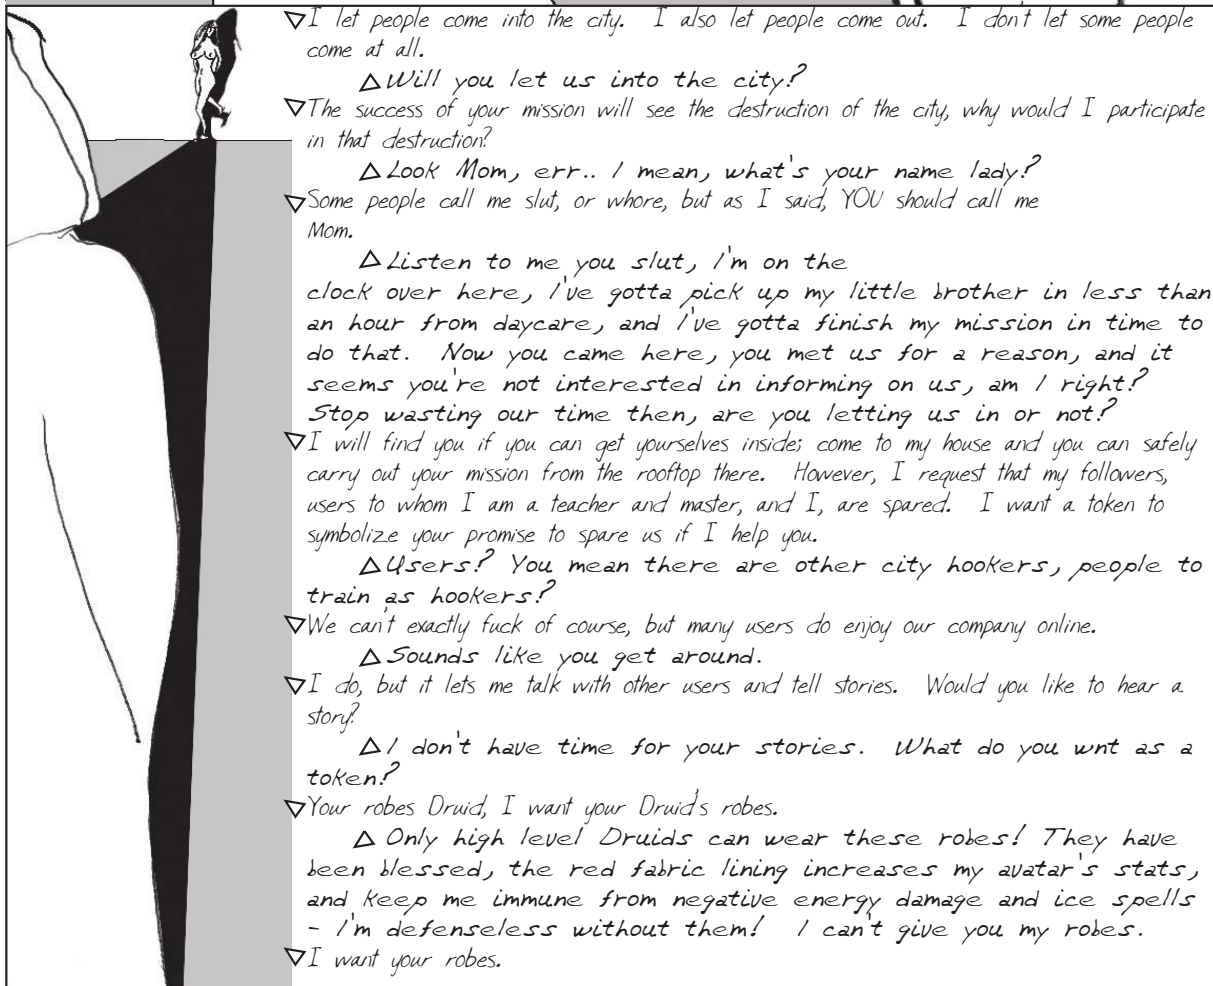 ▽I let people come into the city.  I also let people come out.  I don't let some people
come at all.
△Will you let us into the city?
▽The success of your mission will see the destruction of the city, why would I participate
in that destruction?
△Look Mom, err.. I mean, what's your name lady?
▽Some people call me slut, or whore, but as I said, YOU should call me
Mom.
△Listen to me you slut, I'm on the
clock over here, I've gotta pick up my little brother in less than
an hour from daycare, and I've gotta finish my mission in time to
do that.  Now you came here, you met us for a reason, and it
seems you're not interested in informing on us, am I right?
Stop wasting our time then, are you letting us in or not?
▽I will find you if you can get yourselves inside; come to my house and you can safely
carry out your mission from the rooftop there.  However, I request that my followers,
users to whom I am a teacher and master, and I, are spared.  I want a token to
symbolize your promise to spare us if I help you.
△Users?  You mean there are other city hookers, people to
train as hookers?
▽We can't exactly fuck of course, but many users do enjoy our company online.
△Sounds like you get around.
▽I do, but it lets me talk with other users and tell stories.  Would you like to hear a
story?
△I don't have time for your stories.  What do you wnt as a
token?
▽Your robes Druid, I want your Druid's robes.
△Only high level Druids can wear these robes! They have
been blessed, the red fabric lining increases my avatar's stats,
and keep me immune from negative energy damage and ice spells
- I'm defenseless without them!  I can't give you my robes.
▽I want your robes.